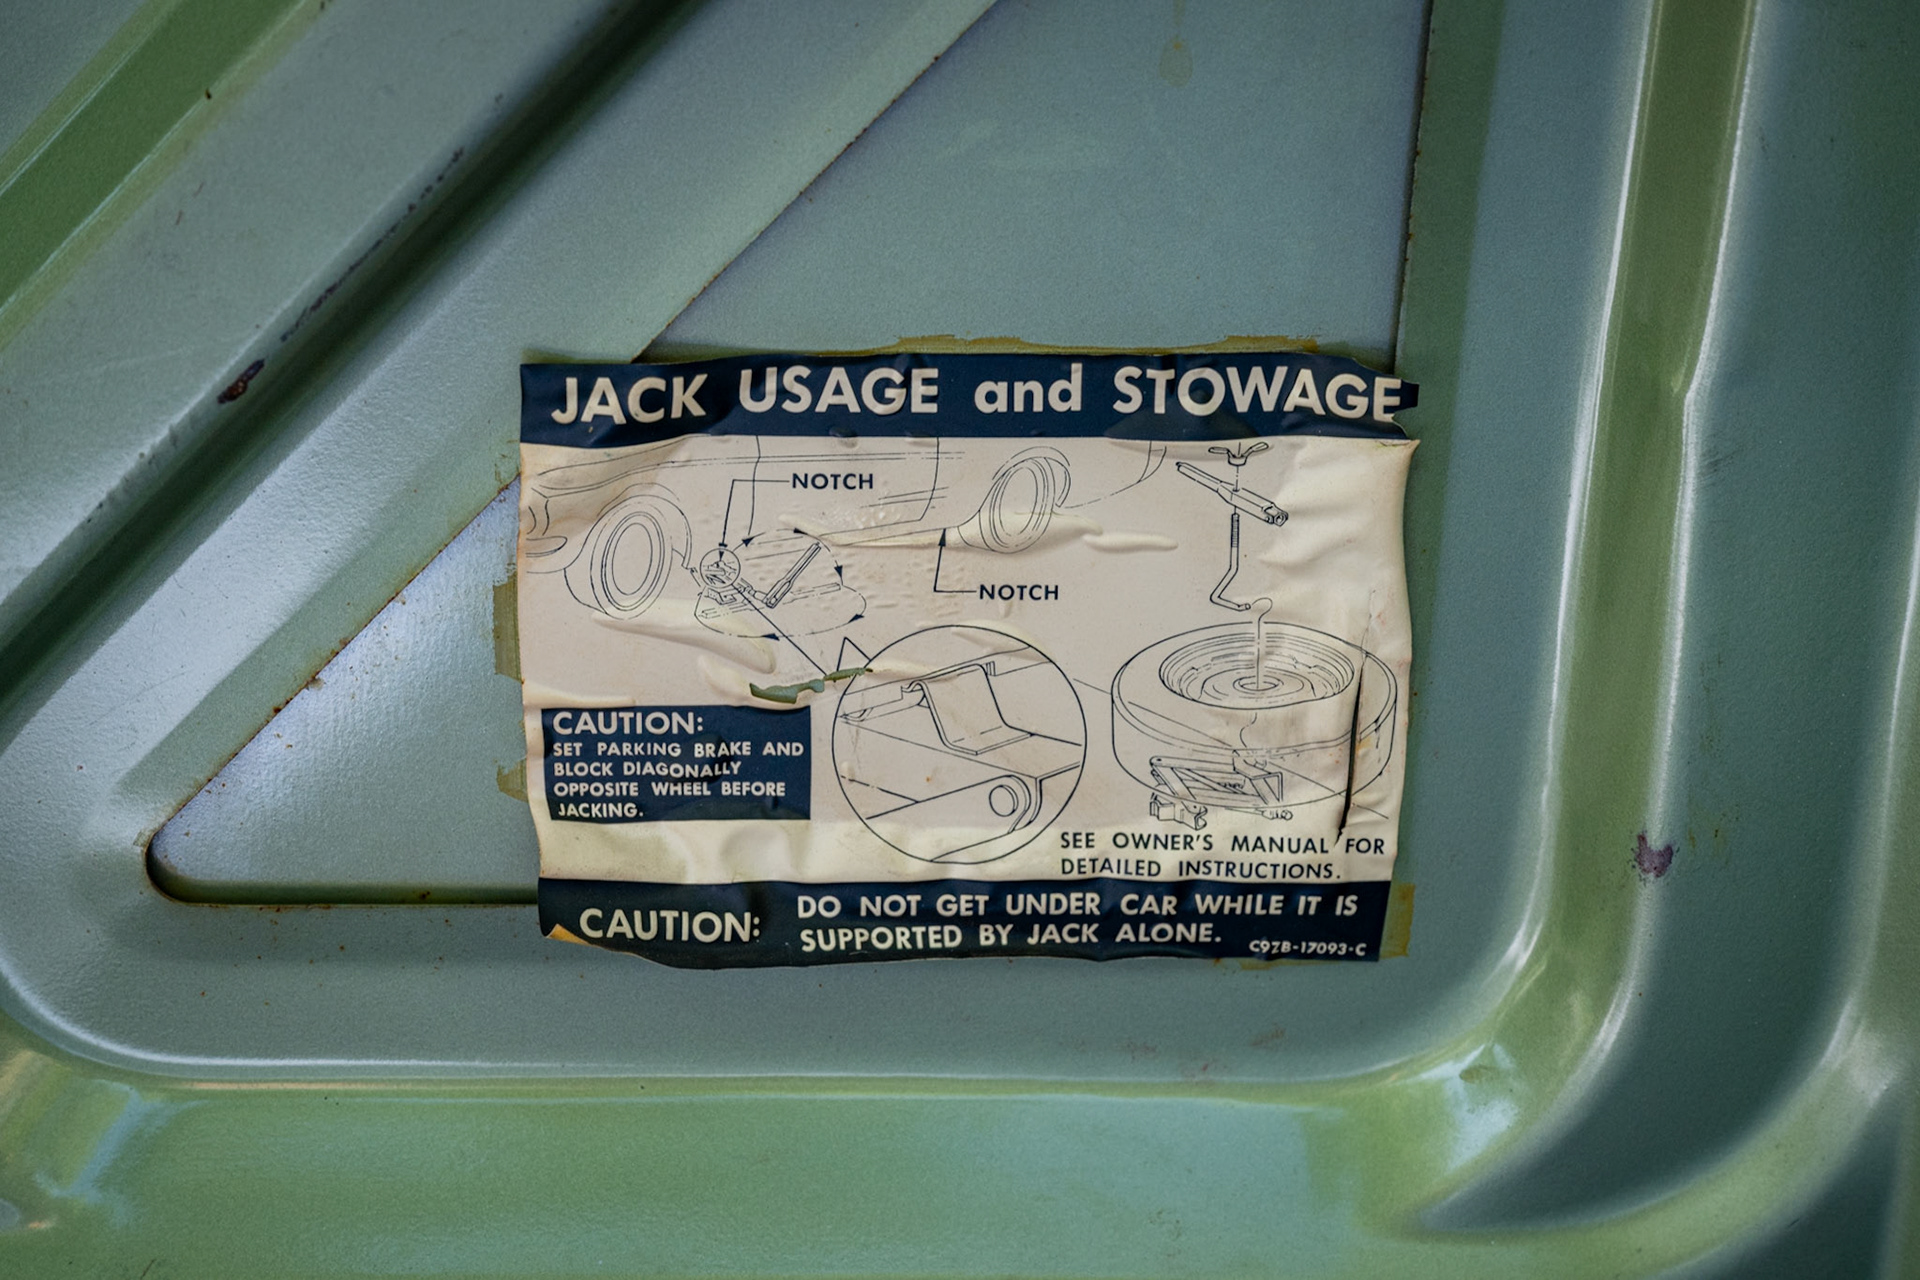 JACK USAGE and STOWAGE
NOTCH
NOTCH
CAUTION:
SET PARKING BRAKE AND
BLOCK DIAGONALLY
OPPOSITE WHEEL BEFORE
JACKING.
SEE OWNER'S MANUAL FOR
DETAILED INSTRUCTIONS.
CAUTION:
DO NOT GET UNDER CAR WHILE IT IS
SUPPORTED BY JACK ALONE.
C9ZB-17093-C